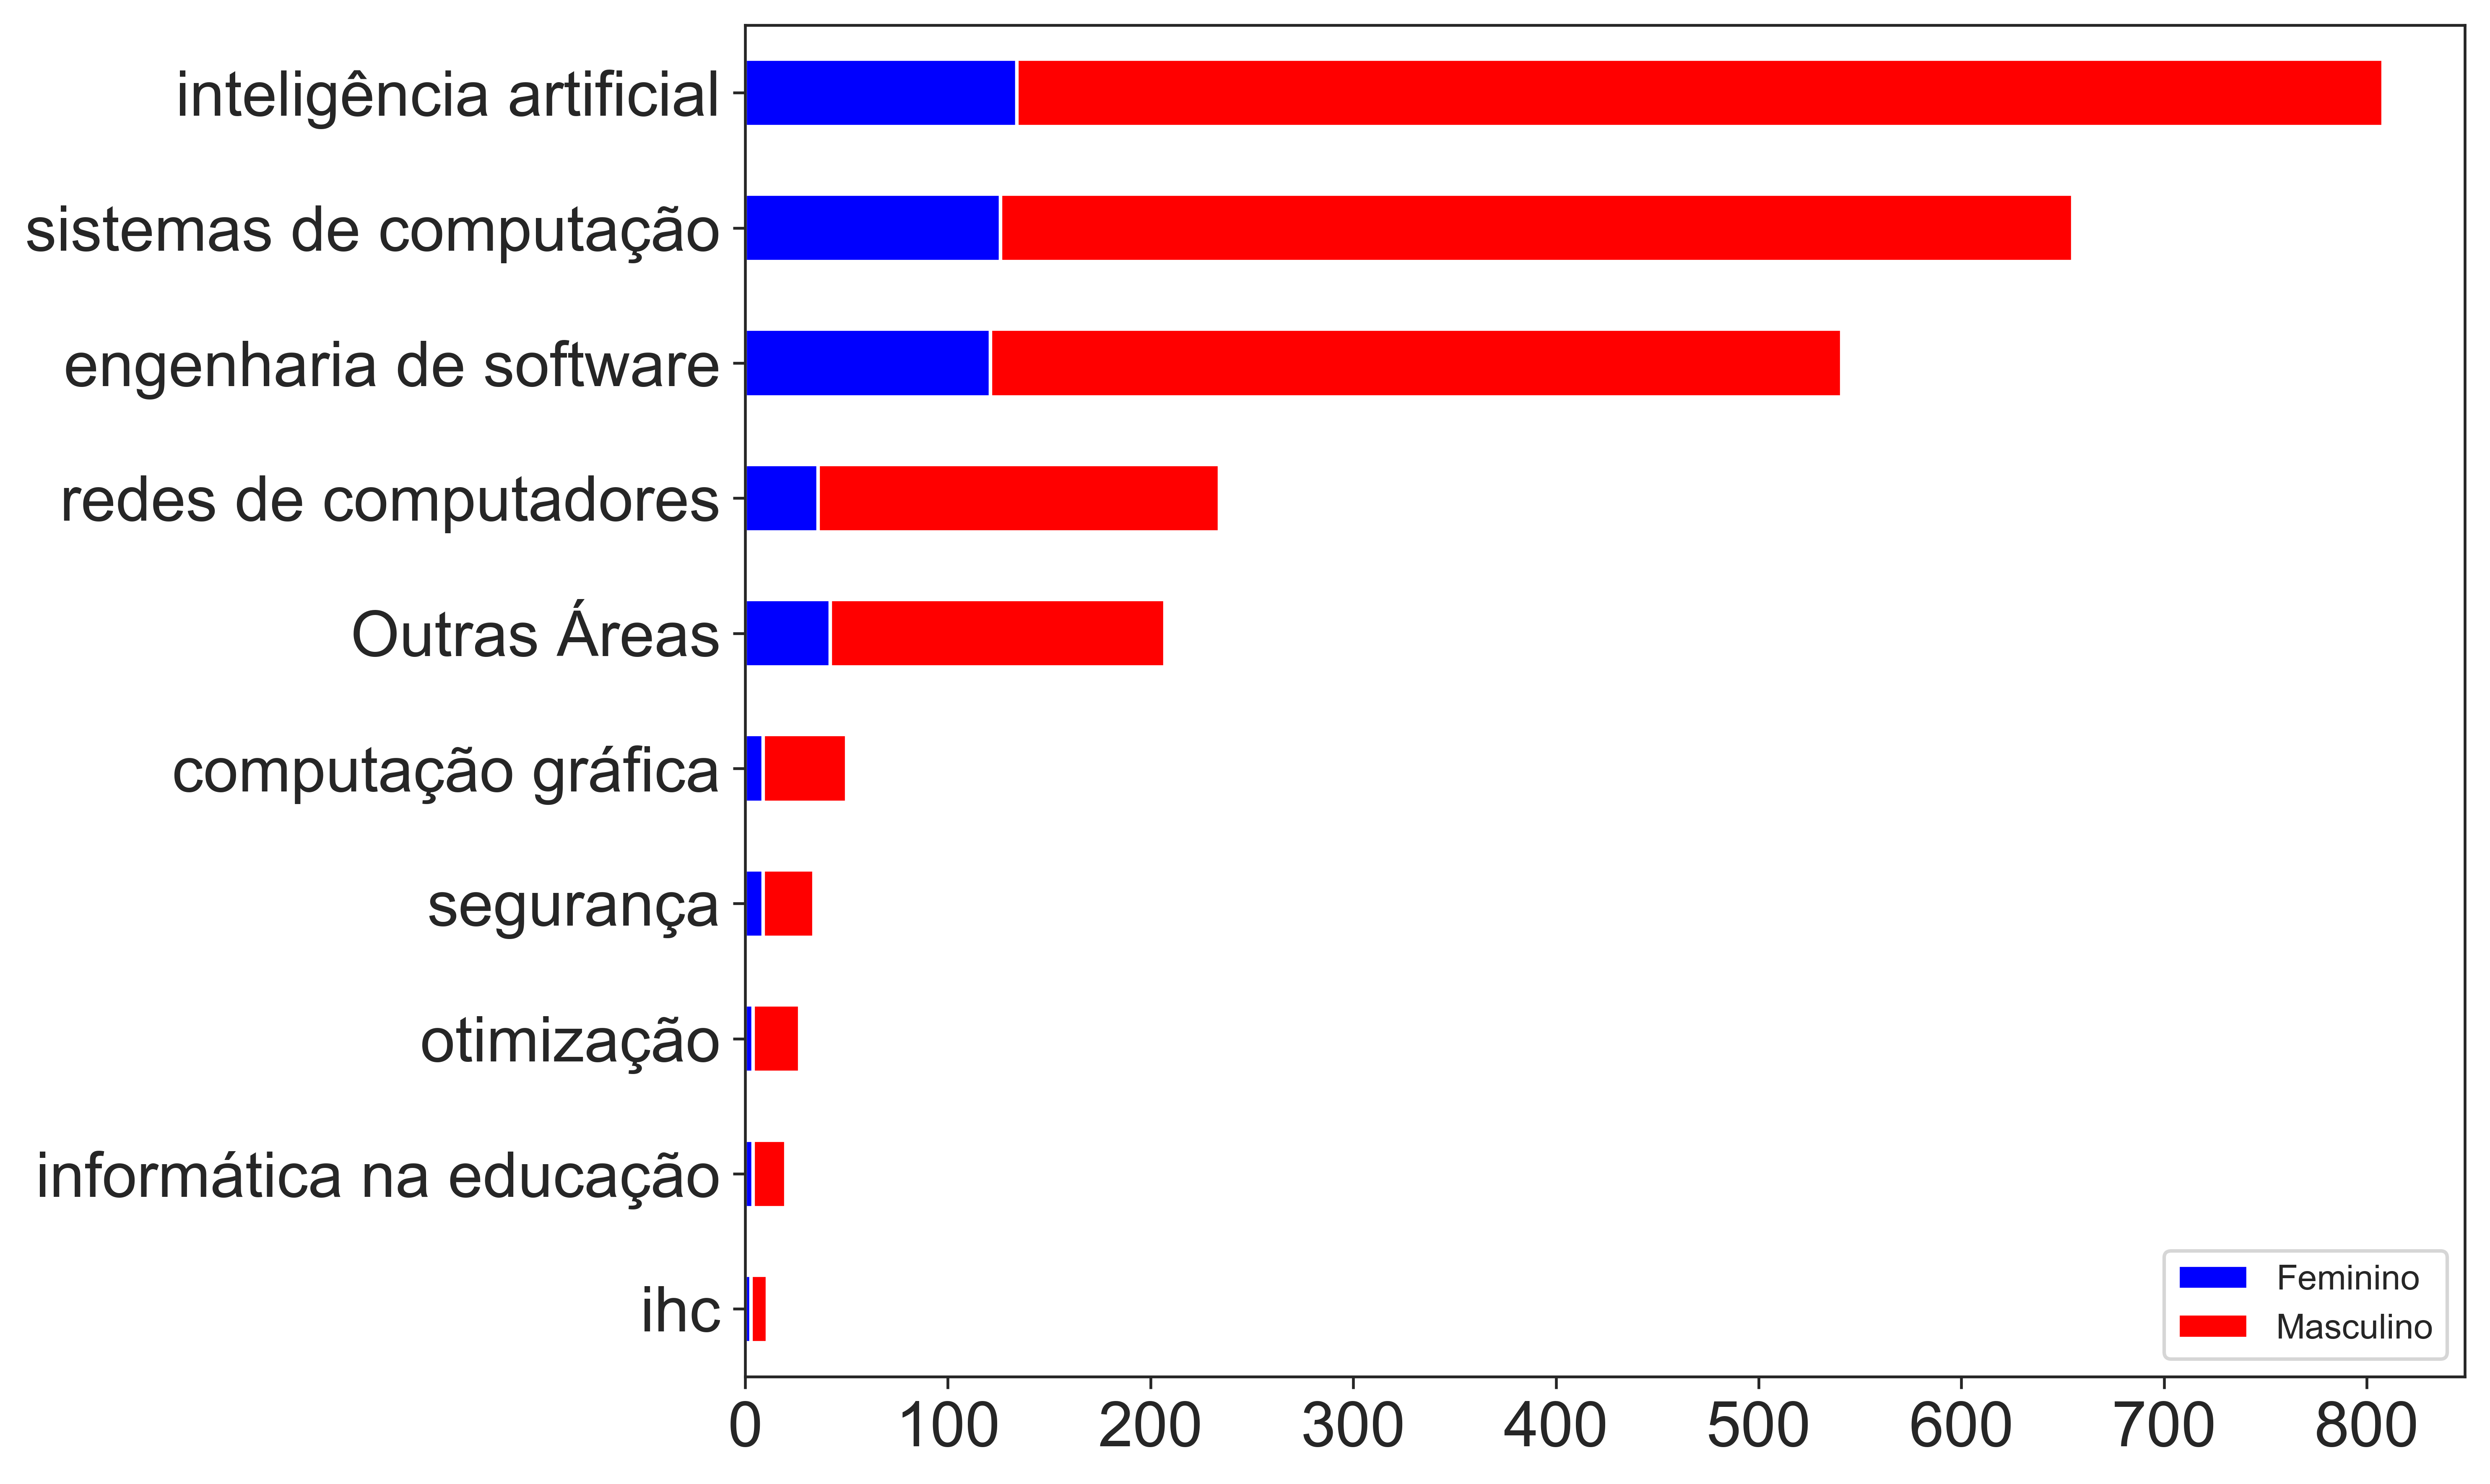 inteligência artificial
sistemas de computação
engenharia de software
redes de computadores
Outras Áreas
computação gráfica
segurança
otimização
informática na educação
ihc
Feminino
Masculino
0 100 200 300 400 500 600 700 800